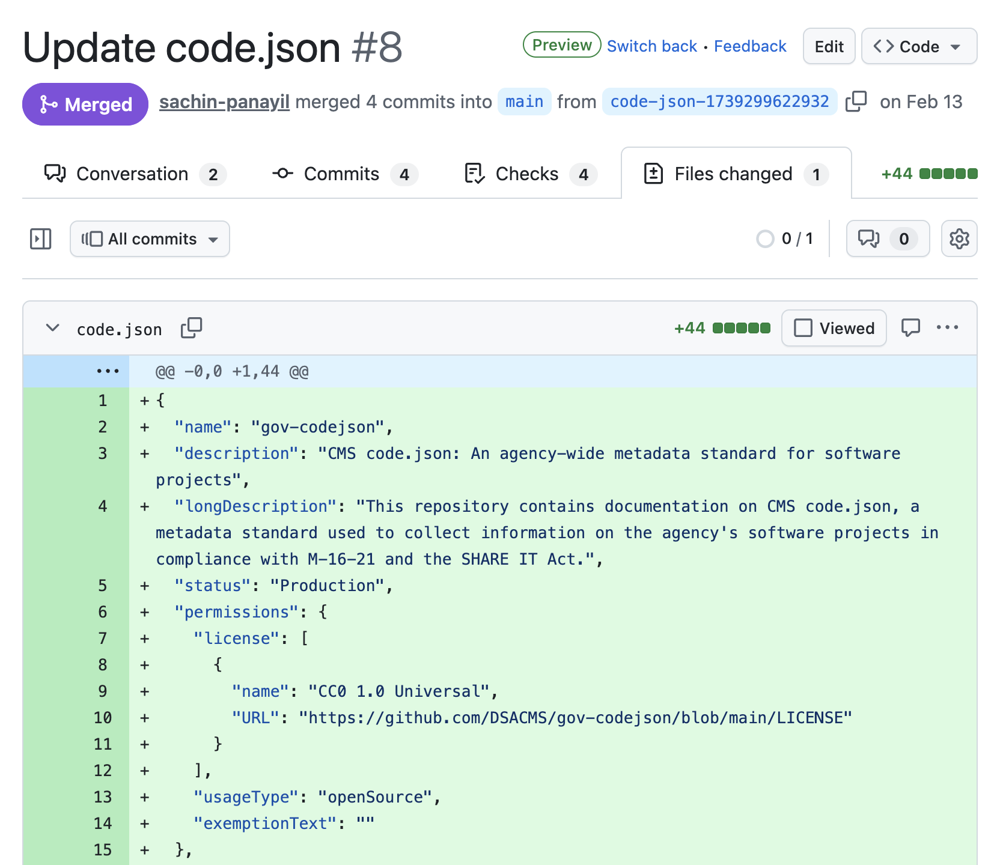 Update code.json #8
Preview Switch back • Feedback Edit Code
Merged sachin-panayil merged 4 commits into main from code-json-1739299622932 on Feb 13
Conversation 2 Commits 4 Checks 4 Files changed 1 +44
All commits 0 / 1 0
code.json +44 Viewed
@@ -0,0 +1,44 @@
1 + {
2 + "name": "gov-codejson",
3 + "description": "CMS code.json: An agency-wide metadata standard for software
projects",
4 + "longDescription": "This repository contains documentation on CMS code.json, a
metadata standard used to collect information on the agency's software projects in
compliance with M-16-21 and the SHARE IT Act.",
5 + "status": "Production",
6 + "permissions": {
7 + "license": [
8 + {
9 + "name": "CC0 1.0 Universal",
10 + "URL": "https://github.com/DSACMS/gov-codejson/blob/main/LICENSE"
11 + }
12 + ],
13 + "usageType": "openSource",
14 + "exemptionText": ""
15 + },